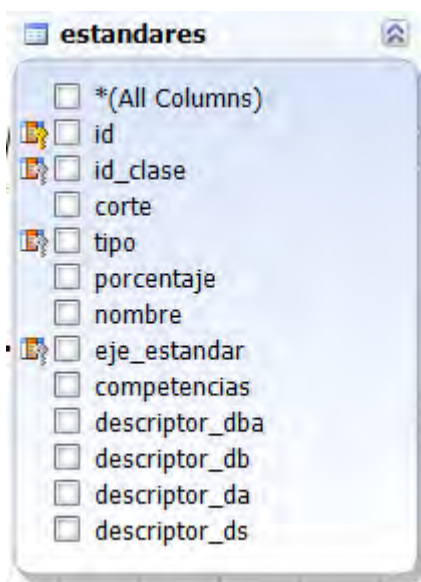 estandares
*(All Columns)
id
id_clase
corte
tipo
porcentaje
nombre
eje_estandar
competencias
descriptor_dba
descriptor_db
descriptor_da
descriptor_ds